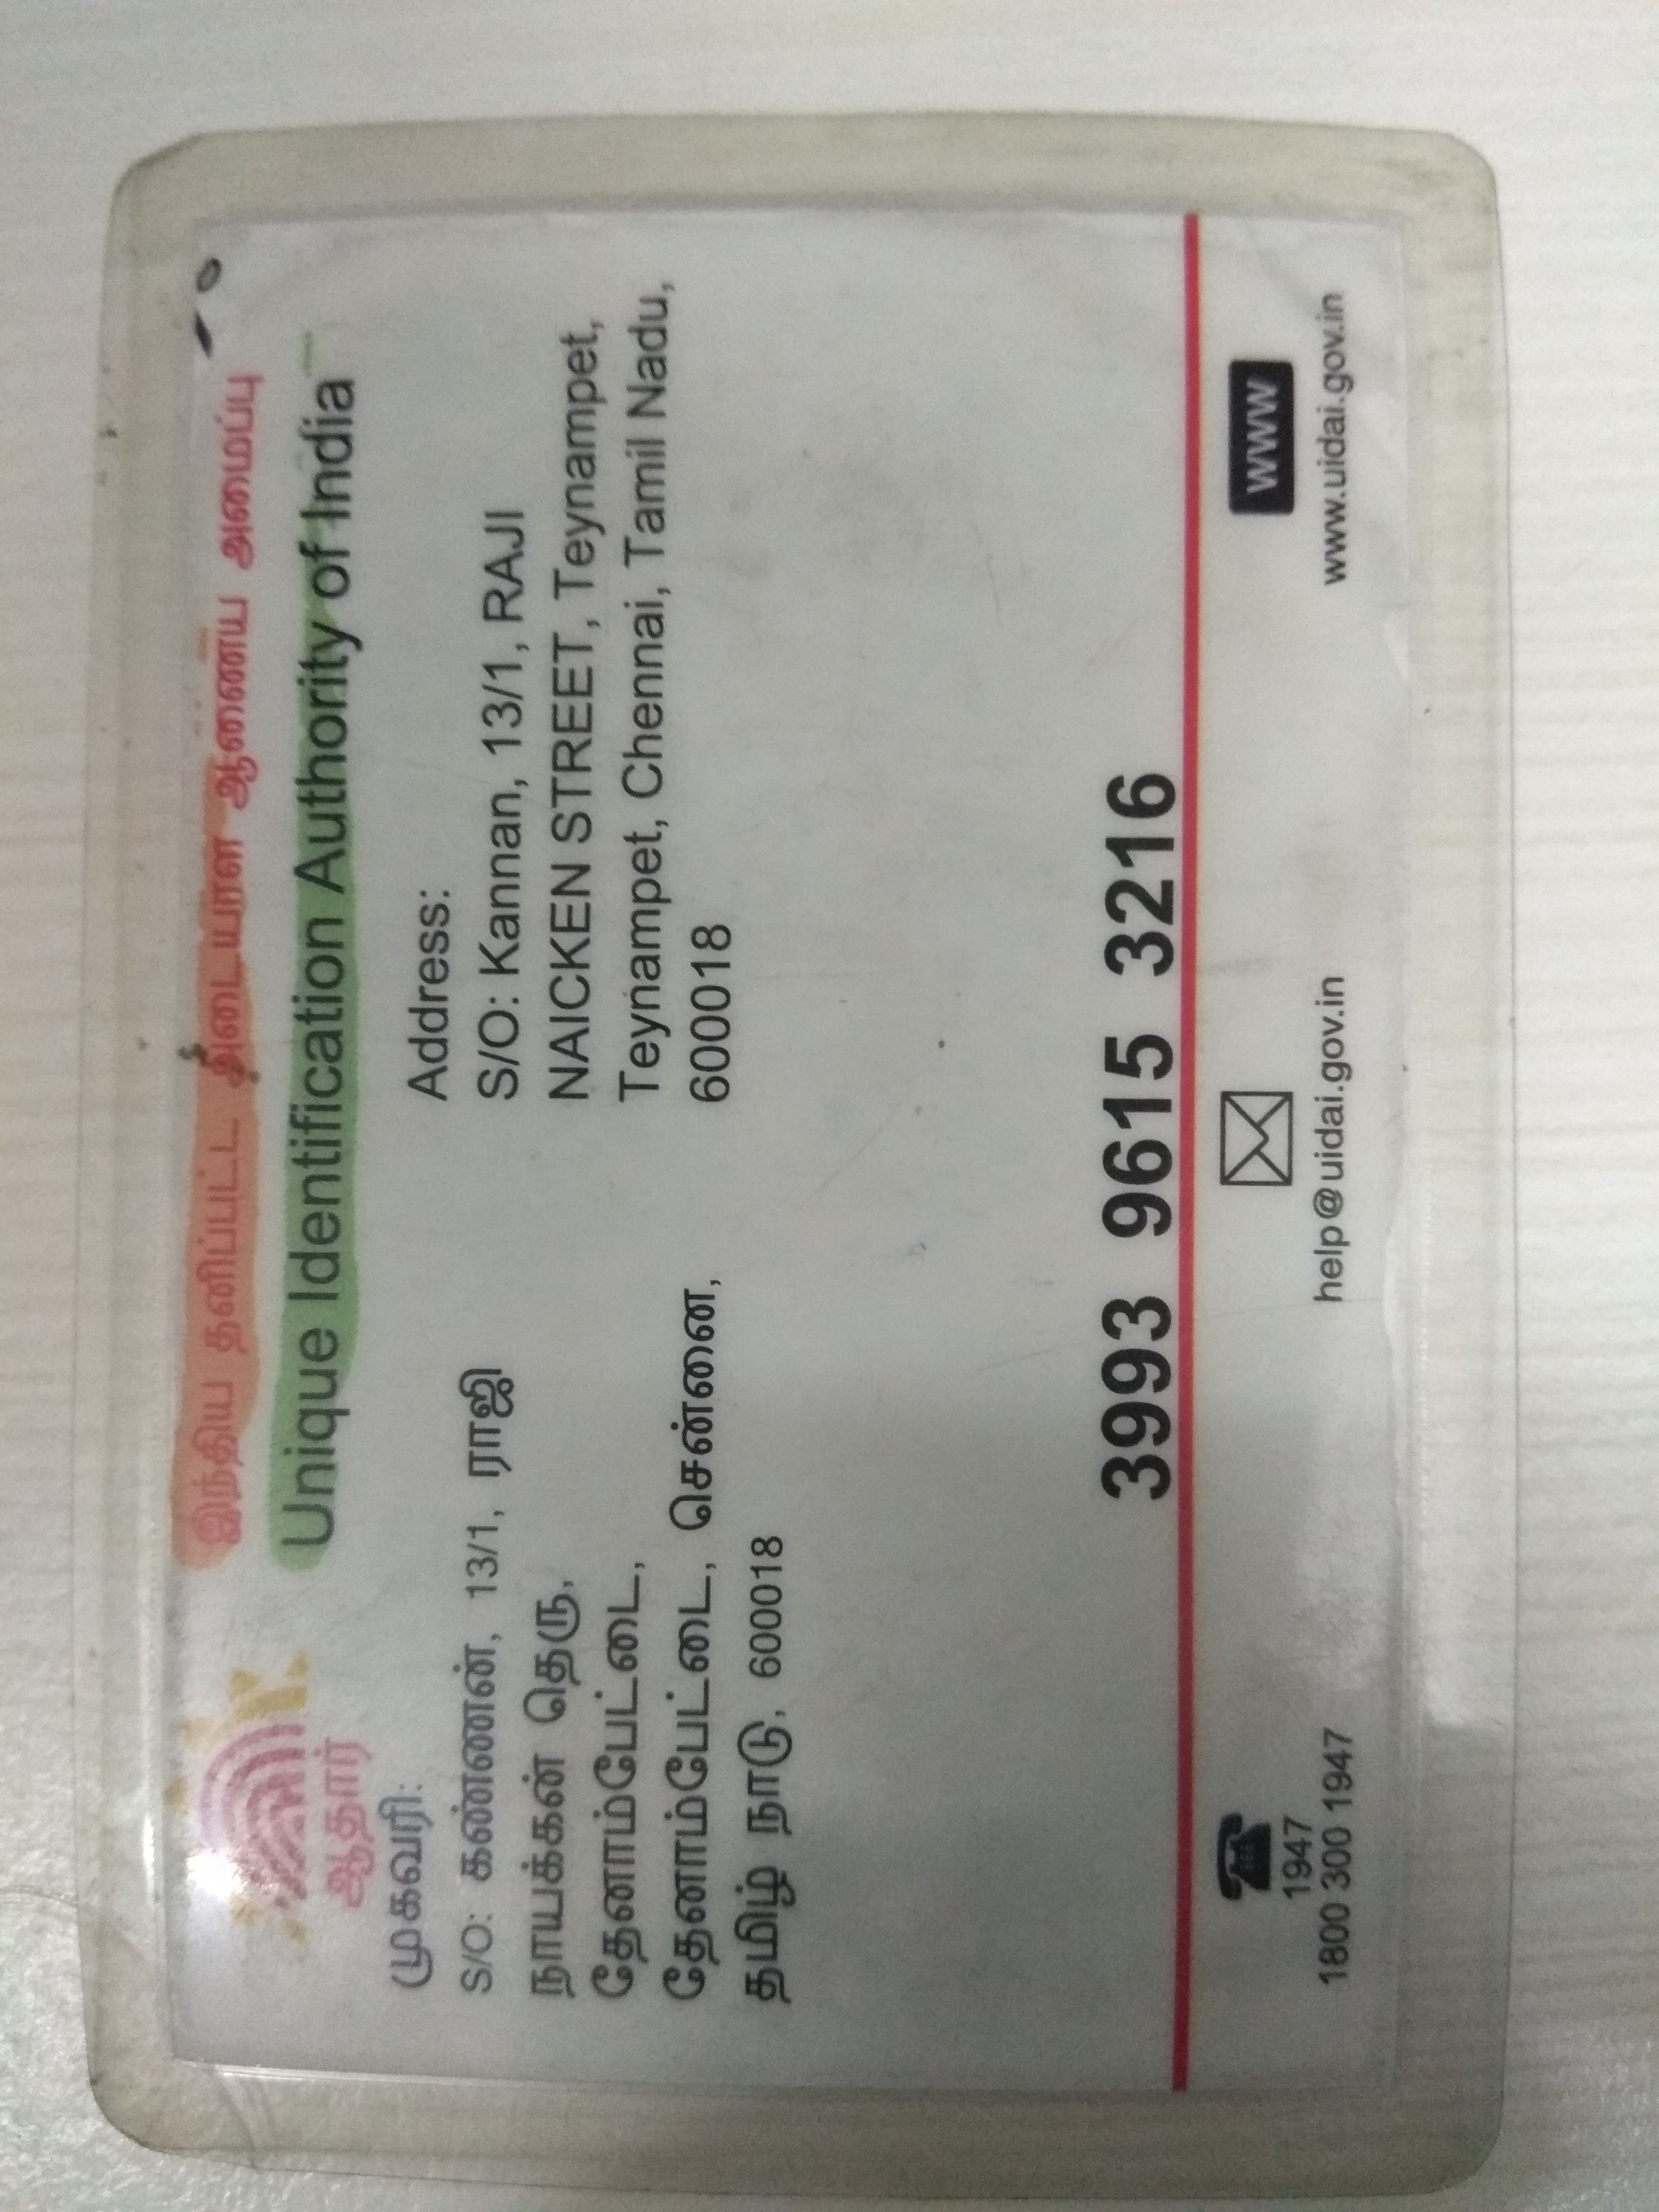 இந்திய தனிப்பட்ட அடையாள ஆணைய அமைப்பு
Unique Identification Authority of India
ஆதார்
முகவரி:
S/O: கண்ணன், 13/1, ராஜி
நாயக்கன் தெரு,
தேனாம்பேட்டை,
தேனாம்பேட்டை, சென்னை,
தமிழ் நாடு, 600018
Address:
S/O: Kannan, 13/1, RAJI
NAICKEN STREET, Teynampet,
Teynampet, Chennai, Tamil Nadu,
600018
3993 9615 3216
1947
1800 300 1947
help@uidai.gov.in
WWW
www.uidai.gov.in